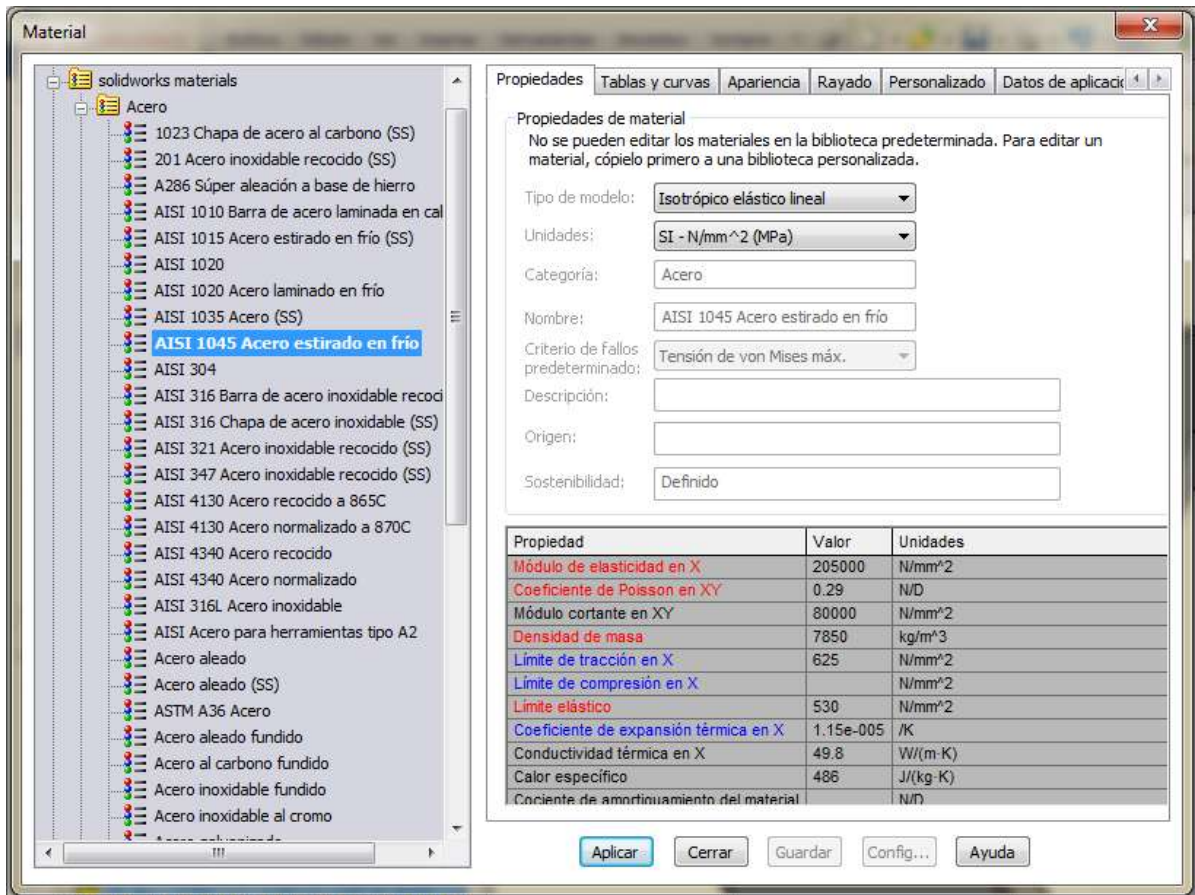 Material
solidworks materials
Acero
1023 Chapa de acero al carbono (SS)
201 Acero inoxidable recocido (SS)
A286 Súper aleación a base de hierro
AISI 1010 Barra de acero laminada en cal
AISI 1015 Acero estirado en frío (SS)
AISI 1020
AISI 1020 Acero laminado en frío
AISI 1035 Acero (SS)
AISI 1045 Acero estirado en frío
AISI 304
AISI 316 Barra de acero inoxidable recoci
AISI 316 Chapa de acero inoxidable (SS)
AISI 321 Acero inoxidable recocido (SS)
AISI 347 Acero inoxidable recocido (SS)
AISI 4130 Acero recocido a 865C
AISI 4130 Acero normalizado a 870C
AISI 4340 Acero recocido
AISI 4340 Acero normalizado
AISI 316L Acero inoxidable
AISI Acero para herramientas tipo A2
Acero aleado
Acero aleado (SS)
ASTM A36 Acero
Acero aleado fundido
Acero al carbono fundido
Acero inoxidable fundido
Acero inoxidable al cromo
Propiedades Tablas y curvas Apariencia Rayado Personalizado Datos de aplicació
Propiedades de material
No se pueden editar los materiales en la biblioteca predeterminada. Para editar un
material, cópielo primero a una biblioteca personalizada.
Tipo de modelo: Isotrópico elástico lineal
Unidades: SI - N/mm^2 (MPa)
Categoría: Acero
Nombre: AISI 1045 Acero estirado en frío
Criterio de fallos
predeterminado: Tensión de von Mises máx.
Descripción:
Origen:
Sostenibilidad: Definido
Propiedad Valor Unidades
Módulo de elasticidad en X 205000 N/mm^2
Coeficiente de Poisson en XY 0.29 N/D
Módulo cortante en XY 80000 N/mm^2
Densidad de masa 7850 kg/m^3
Límite de tracción en X 625 N/mm^2
Límite de compresión en X N/mm^2
Límite elástico 530 N/mm^2
Coeficiente de expansión térmica en X 1.15e-005 /K
Conductividad térmica en X 49.8 W/(m·K)
Calor específico 486 J/(kg·K)
Cociente de amortiguamiento del material N/D
Aplicar Cerrar Guardar Config... Ayuda